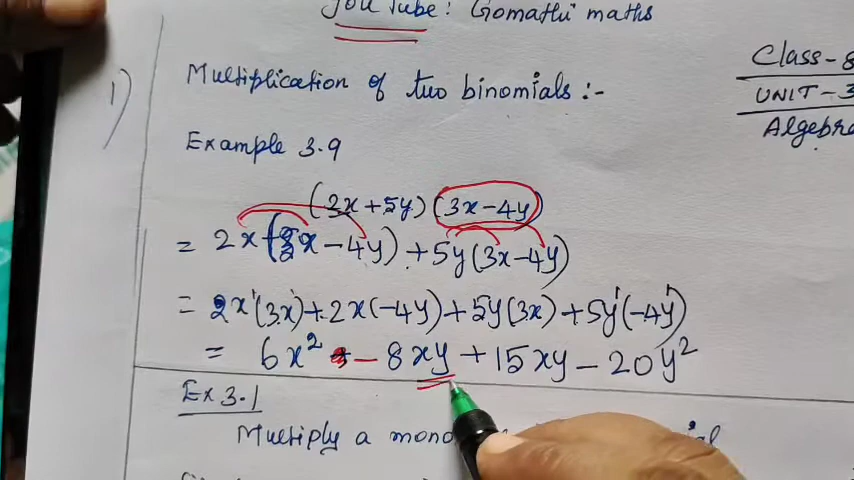 YouTube: Gomathi maths
Class-8
UNIT-3
Algebra
1)
Multiplication of two binomials :-
Example 3.9
(2x+5y)(3x-4y)
= 2x(3x-4y)+5y(3x-4y)
= 2x(3x)+2x(-4y)+5y(3x)+5y(-4y)
= 6x² - 8xy + 15xy - 20y²
Ex 3.1
Multiply a mono